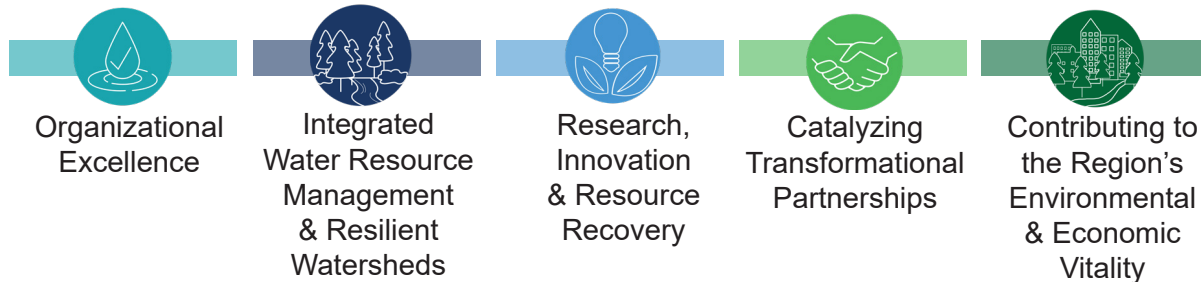 Organizational
Excellence
Integrated
Water Resource
Management
& Resilient
Watersheds
Research,
Innovation
& Resource
Recovery
Catalyzing
Transformational
Partnerships
Contributing to
the Region’s
Environmental
& Economic
Vitality